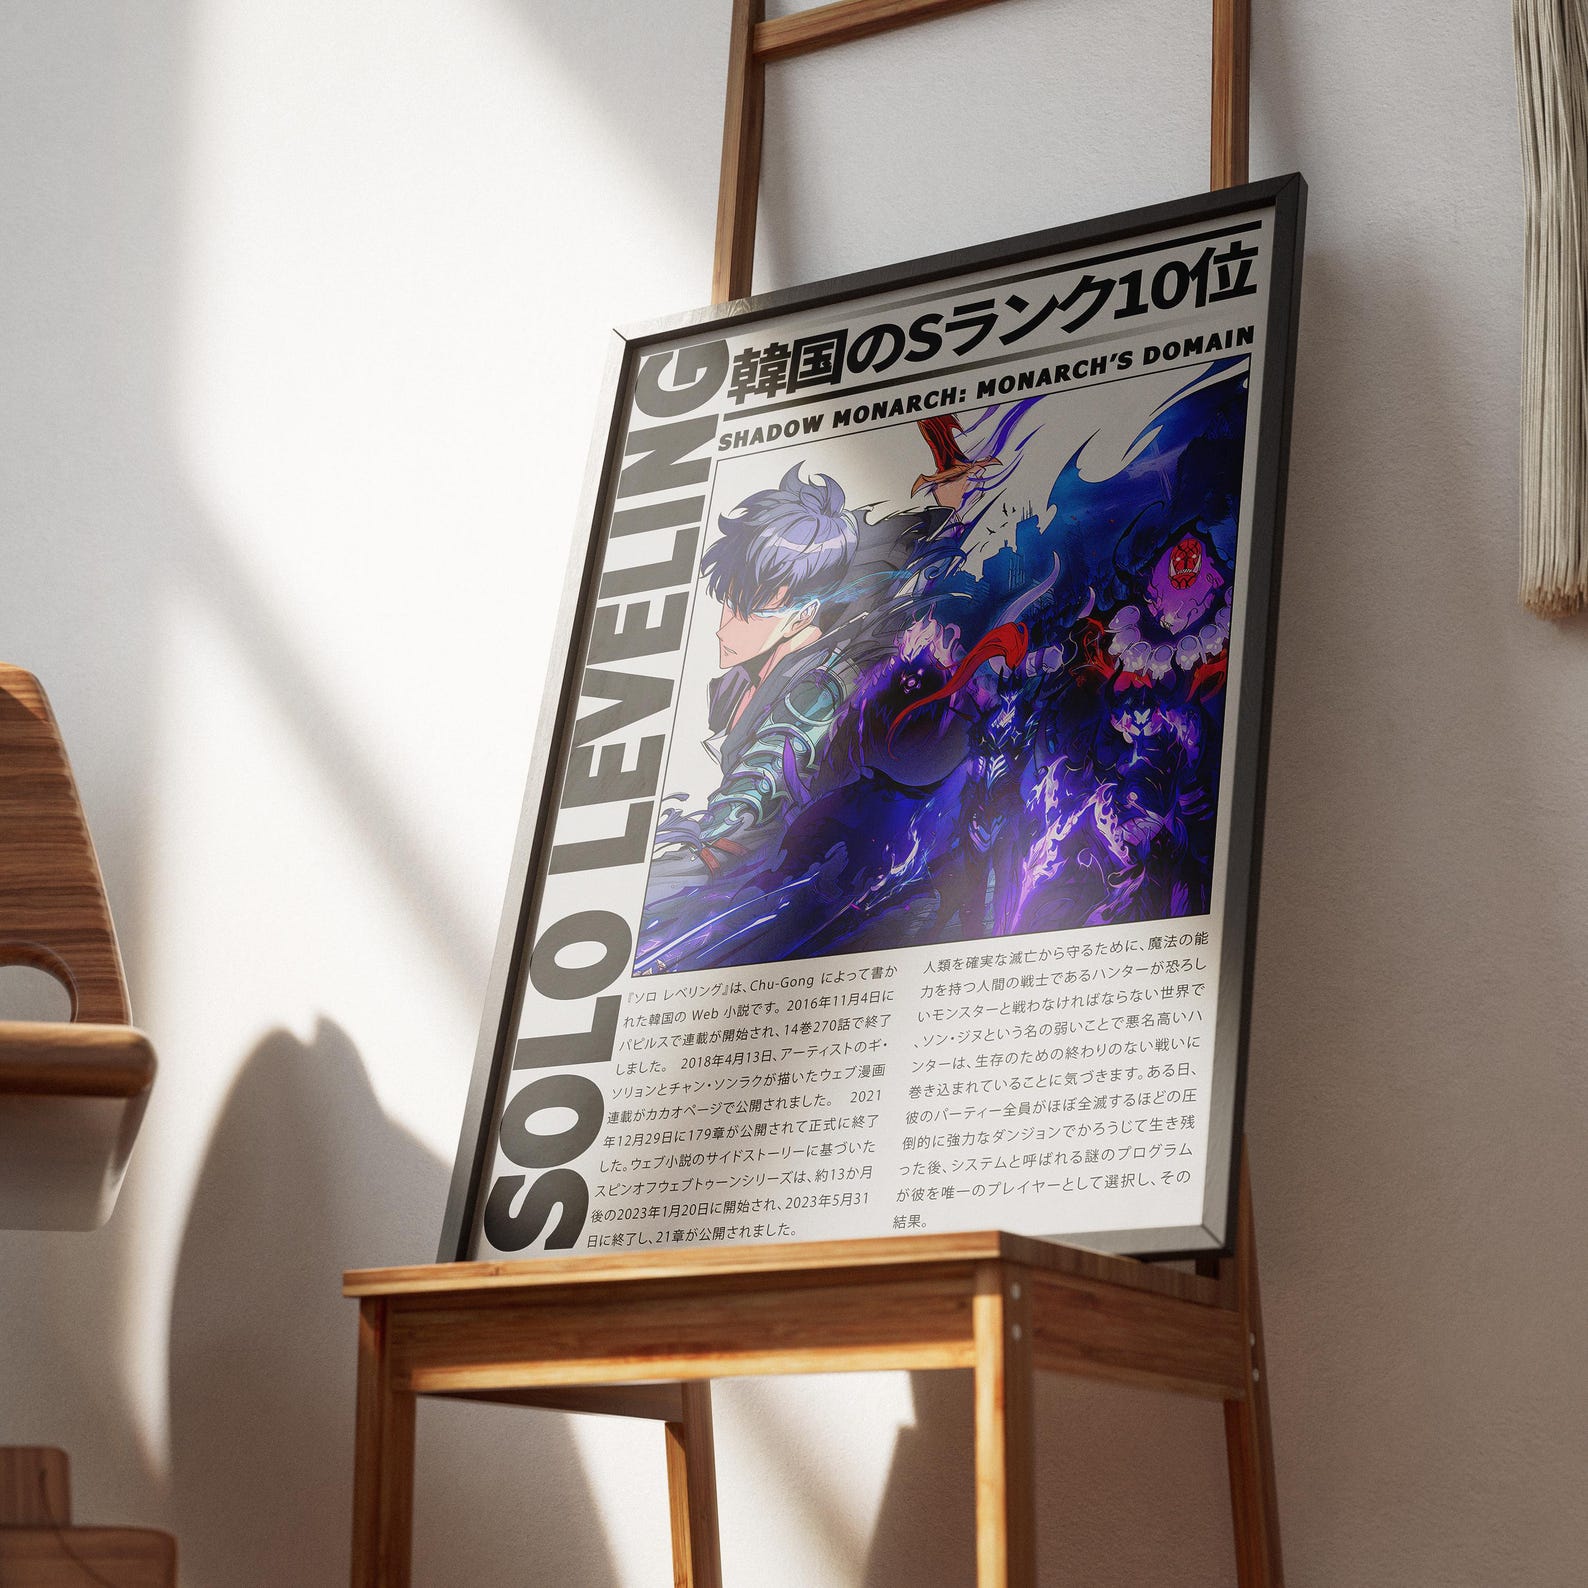 SOLO LEVELING
韓国のSランク10位
SHADOW MONARCH: MONARCH'S DOMAIN
『ソロ レベリング』は、Chu-Gong によって書か
れた韓国の Web 小説です。2016年11月4日に
パピルスで連載が開始され、14巻270話で終了
しました。 2018年4月13日、アーティストのギ・
ソリョンとチャン・ソンラクが描いたウェブ漫画
連載がカカオページで公開されました。 2021
年12月29日に179章が公開されて正式に終了
した。ウェブ小説のサイドストーリーに基づいた
スピンオフウェブトゥーンシリーズは、約13か月
後の2023年1月20日に開始され、2023年5月31
日に終了し、21章が公開されました。
人類を確実な滅亡から守るために、魔法の能
力を持つ人間の戦士であるハンターが恐ろし
いモンスターと戦わなければならない世界で
、ソン・ジヌという名の弱いことで悪名高いハ
ンターは、生存のための終わりのない戦いに
巻き込まれていることに気づきます。ある日、
彼のパーティー全員がほぼ全滅するほどの圧
倒的に強力なダンジョンでかろうじて生き残
った後、システムと呼ばれる謎のプログラム
が彼を唯一のプレイヤーとして選択し、その
結果。